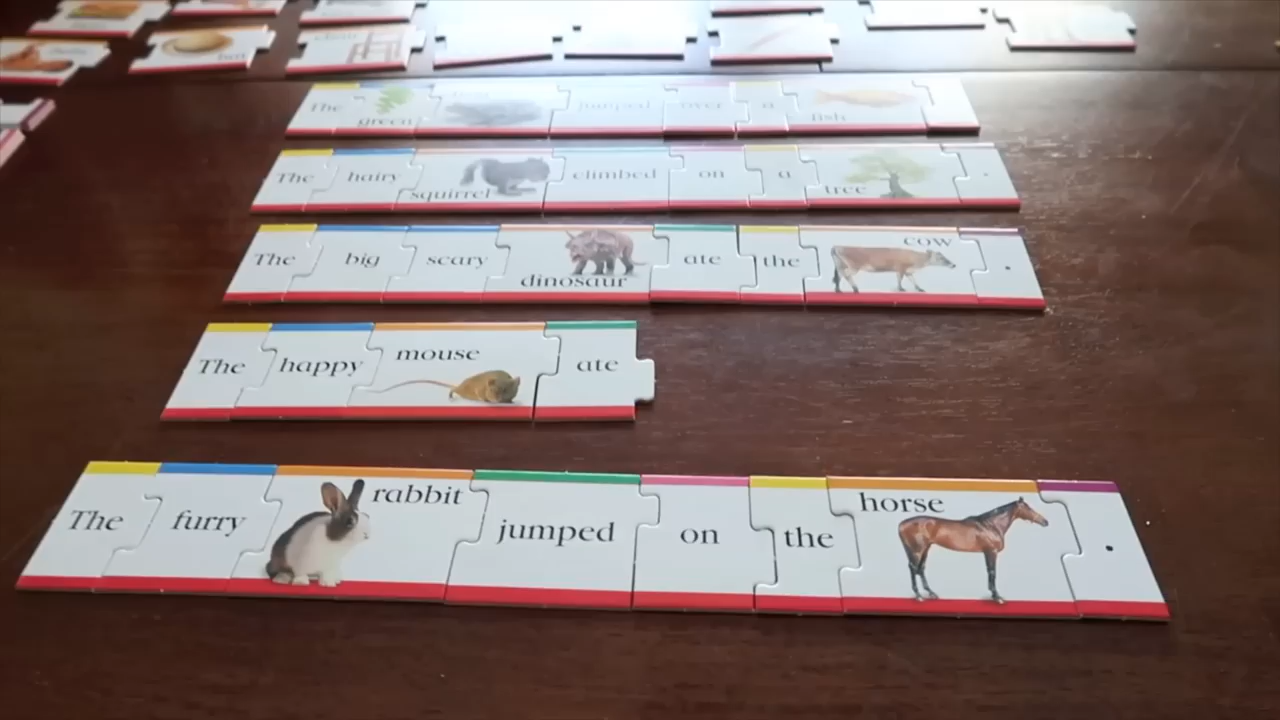 The green jumped over a fish
The hairy squirrel climbed on a tree .
The big scary dinosaur ate the cow .
The happy mouse ate
The furry rabbit jumped on the horse .